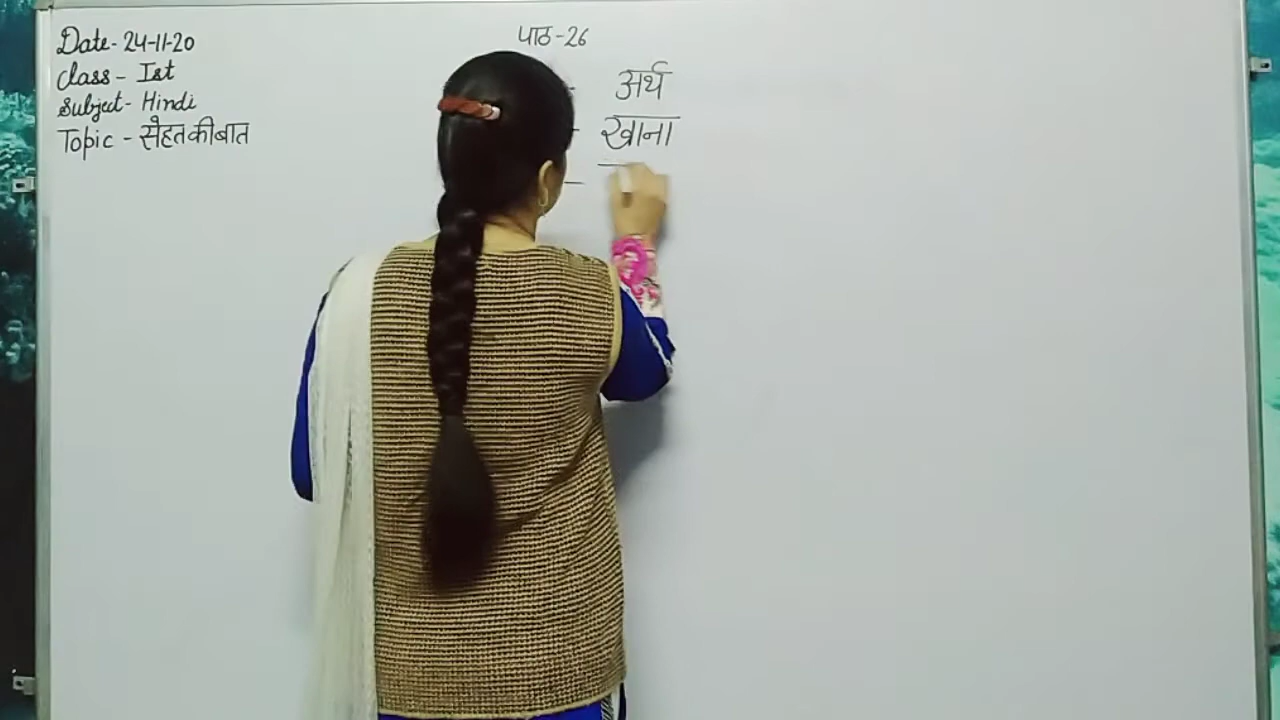 Date- 24-11-20
Class - Ist
Subject- Hindi
Topic - सेहत की बात
पाठ-26
- अर्थ
- खाना
-